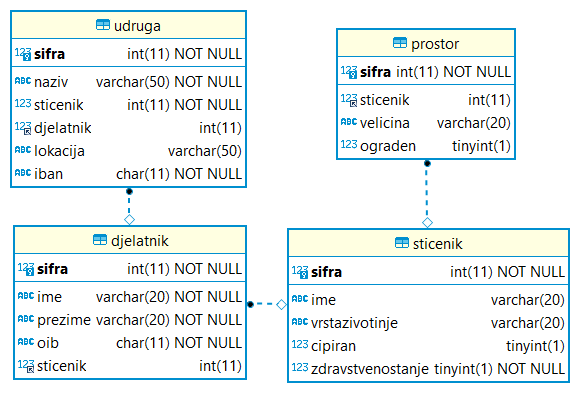 udruga
sifra int(11) NOT NULL
naziv varchar(50) NOT NULL
sticenik int(11) NOT NULL
djelatnik int(11)
lokacija varchar(50)
iban char(11) NOT NULL
prostor
sifra int(11) NOT NULL
sticenik int(11)
velicina varchar(20)
ograden tinyint(1)
djelatnik
sifra int(11) NOT NULL
ime varchar(20) NOT NULL
prezime varchar(20) NOT NULL
oib char(11) NOT NULL
sticenik int(11)
sticenik
sifra int(11) NOT NULL
ime varchar(20)
vrstazivotinje varchar(20)
cipiran tinyint(1)
zdravstvenostanje tinyint(1) NOT NULL